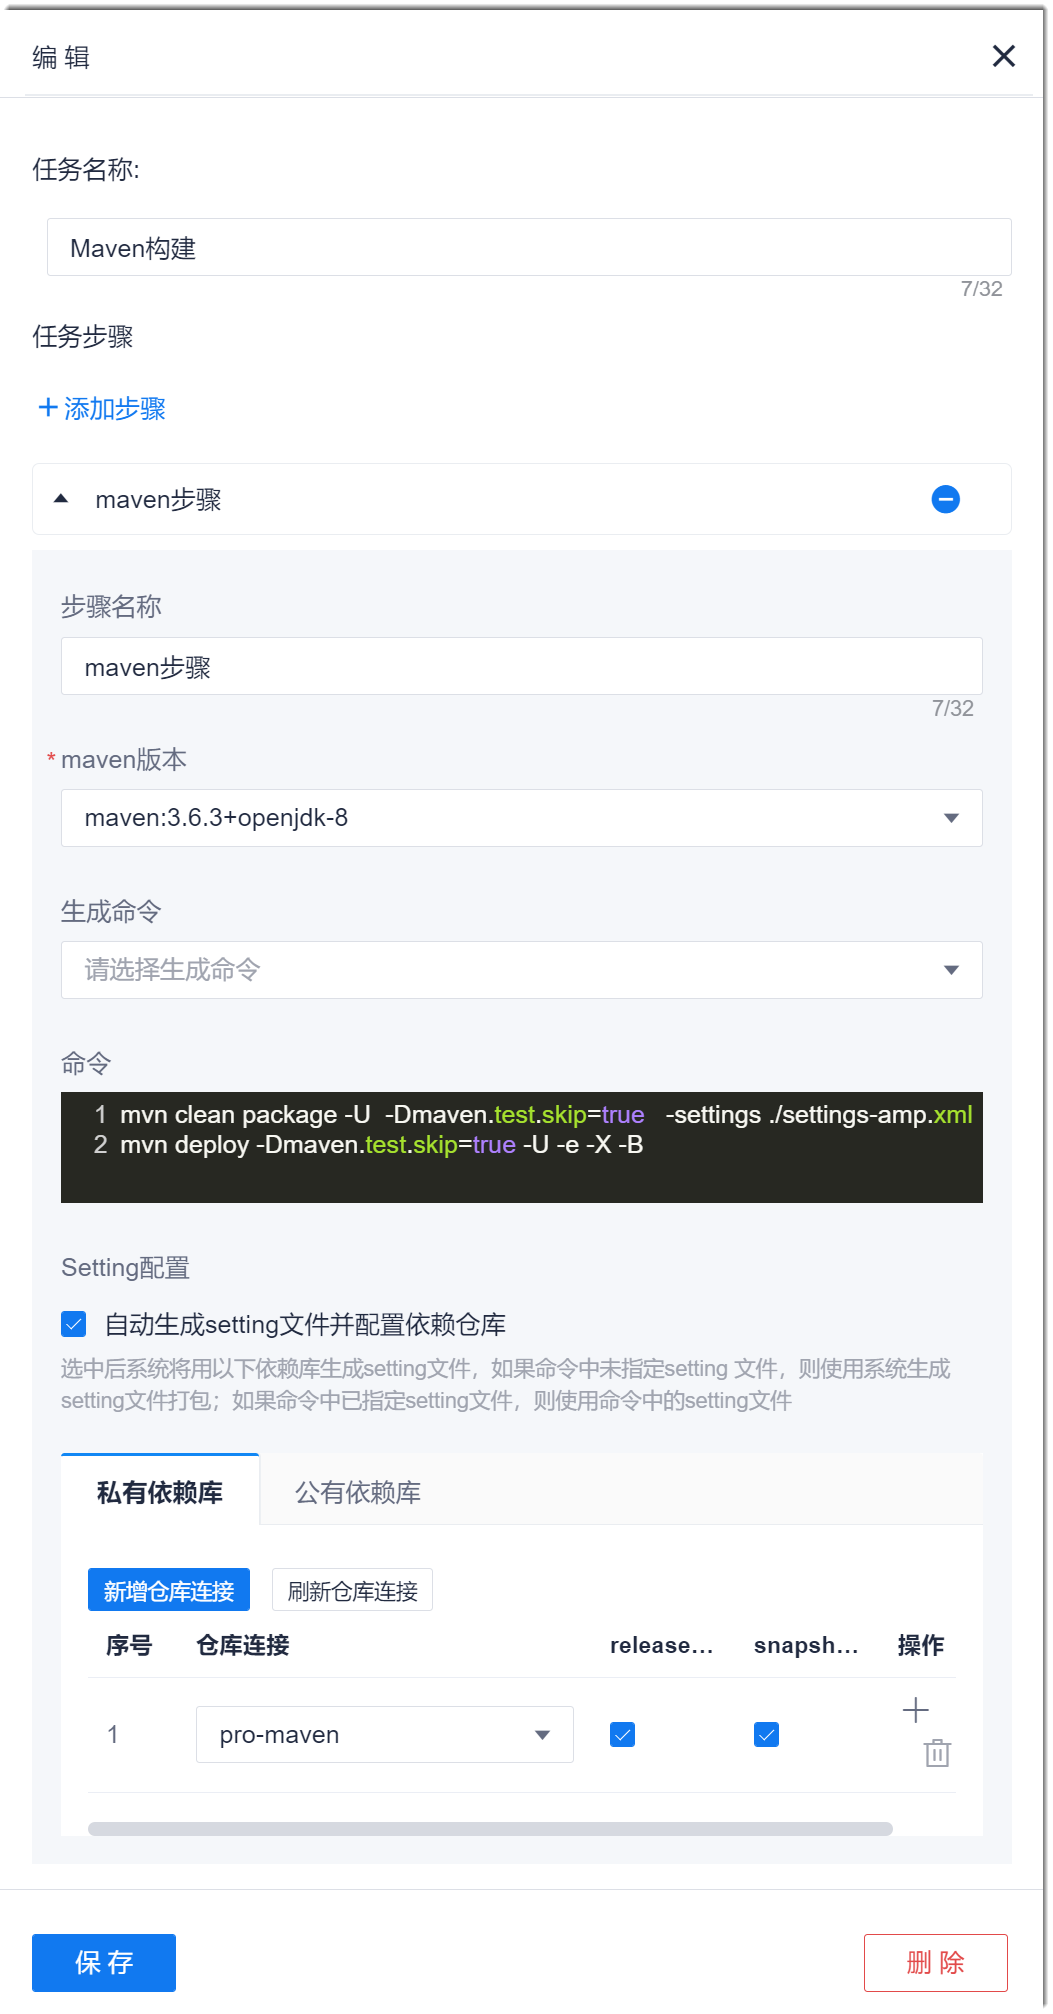 编 辑
任务名称:
Maven构建
7/32
任务步骤
添加步骤
maven步骤
步骤名称
maven步骤
7/32
* maven版本
maven:3.6.3+openjdk-8
生成命令
请选择生成命令
命令
1 mvn clean package -U  -Dmaven.test.skip=true   -settings ./settings-amp.xml
2 mvn deploy -Dmaven.test.skip=true -U -e -X -B
Setting配置
自动生成setting文件并配置依赖仓库
选中后系统将用以下依赖库生成setting文件，如果命令中未指定setting 文件，则使用系统生成
setting文件打包；如果命令中已指定setting文件，则使用命令中的setting文件
私有依赖库 公有依赖库
新增仓库连接 刷新仓库连接
序号 仓库连接 release... snapsh... 操作
1 pro-maven
保 存 删 除